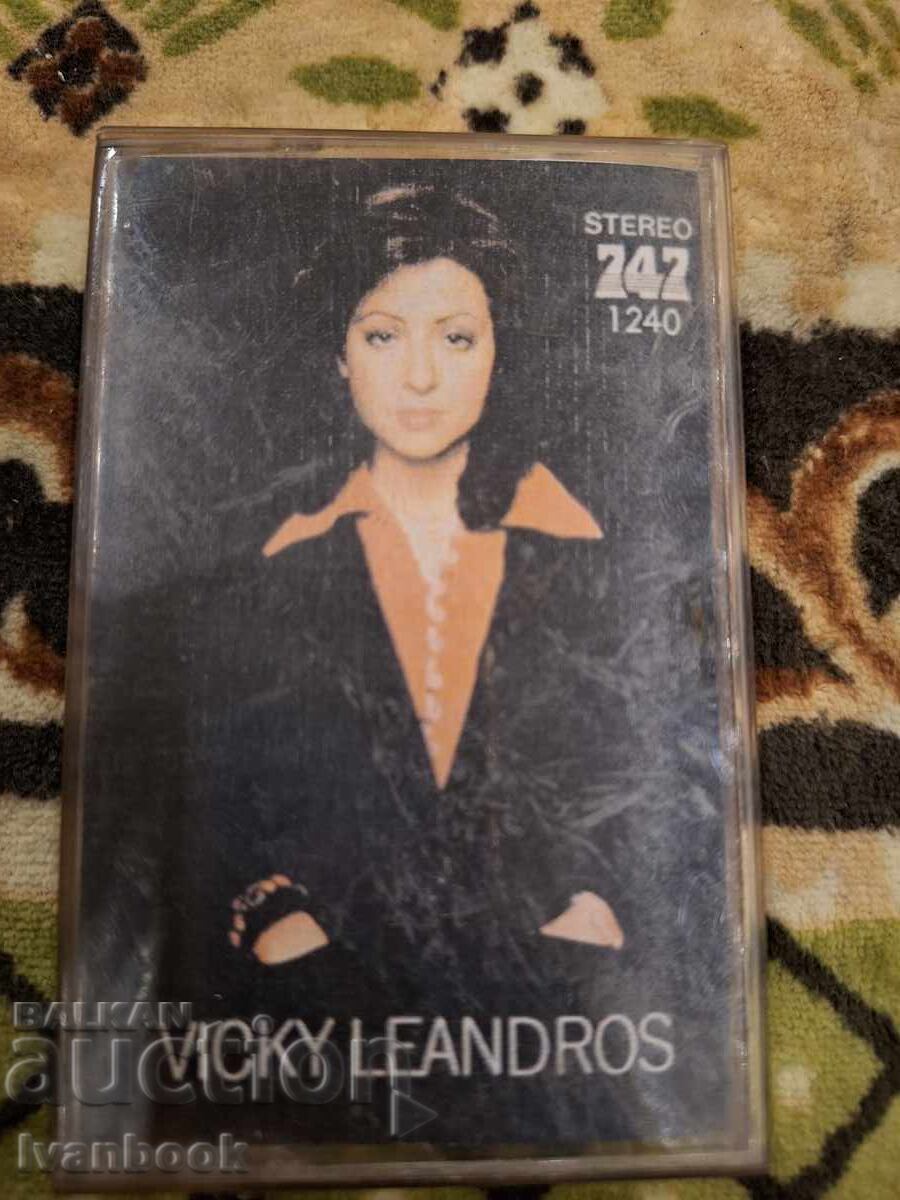 STEREO
747
1240
VICKY LEANDROS
BALKAN
auction
Ivanbook